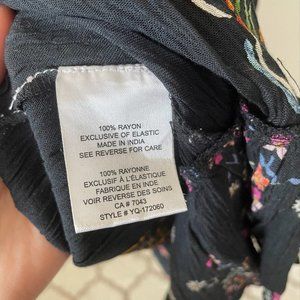 100% RAYON
EXCLUSIVE OF ELASTIC
MADE IN INDIA
SEE REVERSE FOR CARE
100% RAYONNE
EXCLUSIF À L'ÉLASTIQUE
FABRIQUE EN INDE
VOIR REVERSE DES SOINS
CA # 7043
STYLE # YQ-172060